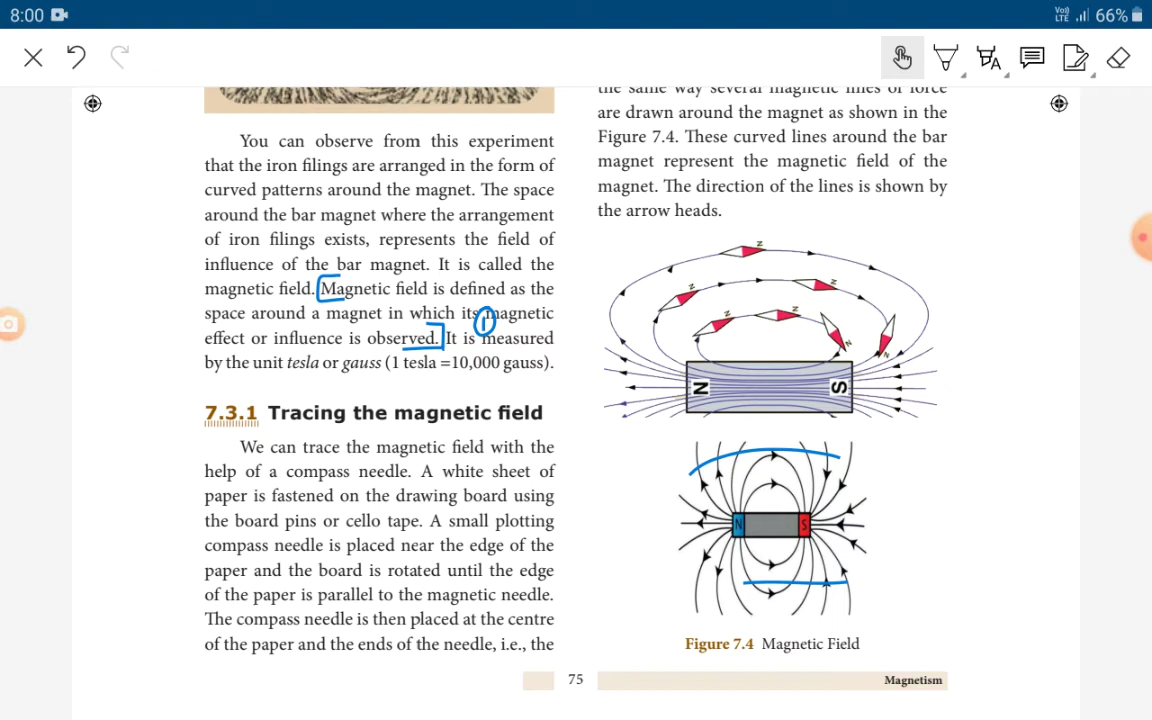 8:00
Vo) LTE 66%
You can observe from this experiment
that the iron filings are arranged in the form of
curved patterns around the magnet. The space
around the bar magnet where the arrangement
of iron filings exists, represents the field of
influence of the bar magnet. It is called the
magnetic field. Magnetic field is defined as the
space around a magnet in which its magnetic
effect or influence is observed. It is measured
by the unit tesla or gauss (1 tesla =10,000 gauss).
1
7.3.1 Tracing the magnetic field
We can trace the magnetic field with the
help of a compass needle. A white sheet of
paper is fastened on the drawing board using
the board pins or cello tape. A small plotting
compass needle is placed near the edge of the
paper and the board is rotated until the edge
of the paper is parallel to the magnetic needle.
The compass needle is then placed at the centre
of the paper and the ends of the needle, i.e., the
the same way several magnetic lines of force
are drawn around the magnet as shown in the
Figure 7.4. These curved lines around the bar
magnet represent the magnetic field of the
magnet. The direction of the lines is shown by
the arrow heads.
N
N
N
N
N
N
N
N
S
N
S
Figure 7.4 Magnetic Field
75
Magnetism